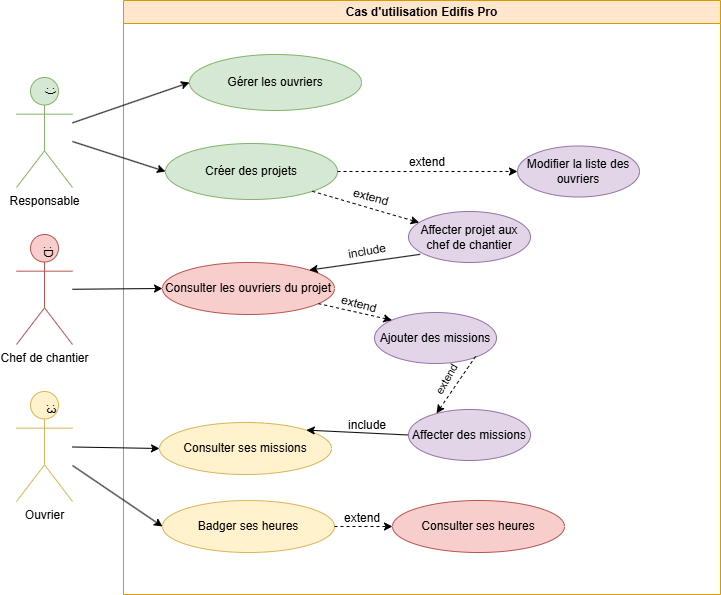 Cas d'utilisation Edifis Pro
Gérer les ouvriers
:)
Responsable
Créer des projets
extend
Modifier la liste des
ouvriers
extend
Affecter projet aux
chef de chantier
include
:D
Chef de chantier
Consulter les ouvriers du projet
extend
Ajouter des missions
extend
:3
Ouvrier
Consulter ses missions
include
Affecter des missions
Badger ses heures
extend
Consulter ses heures